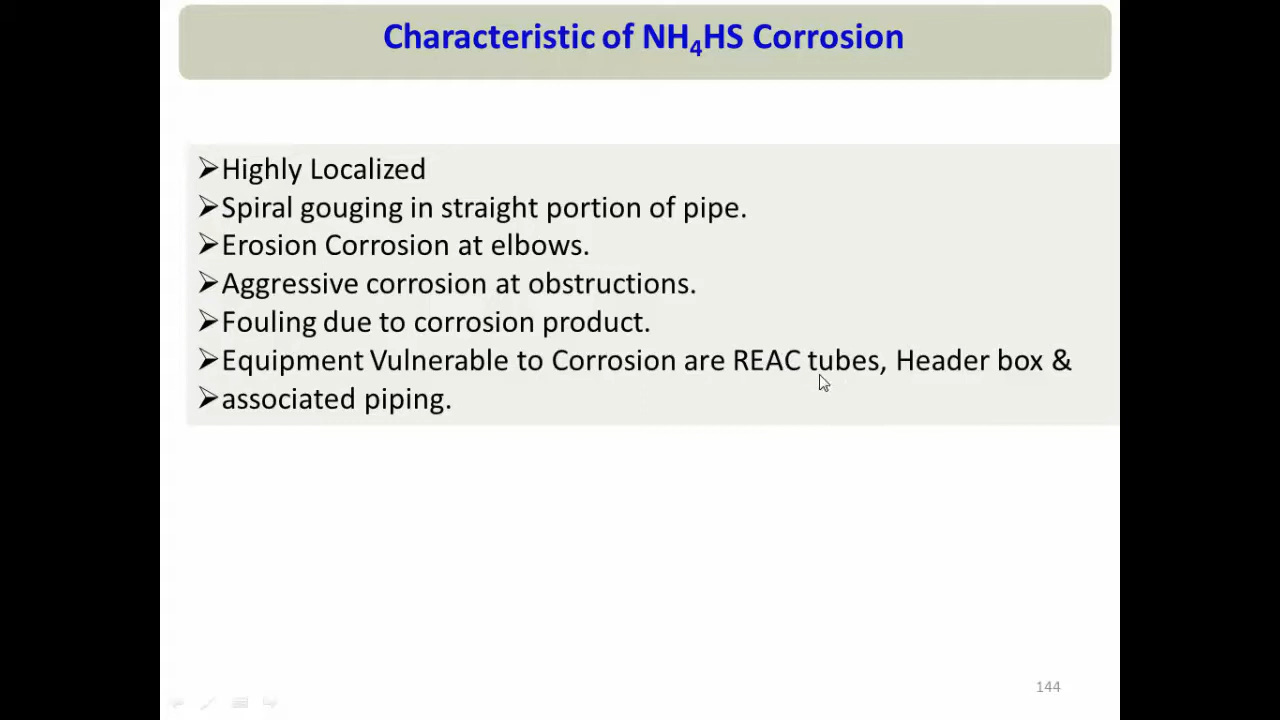 Characteristic of NH₄HS Corrosion
➢Highly Localized
➢Spiral gouging in straight portion of pipe.
➢Erosion Corrosion at elbows.
➢Aggressive corrosion at obstructions.
➢Fouling due to corrosion product.
➢Equipment Vulnerable to Corrosion are REAC tubes, Header box &
➢associated piping.
144